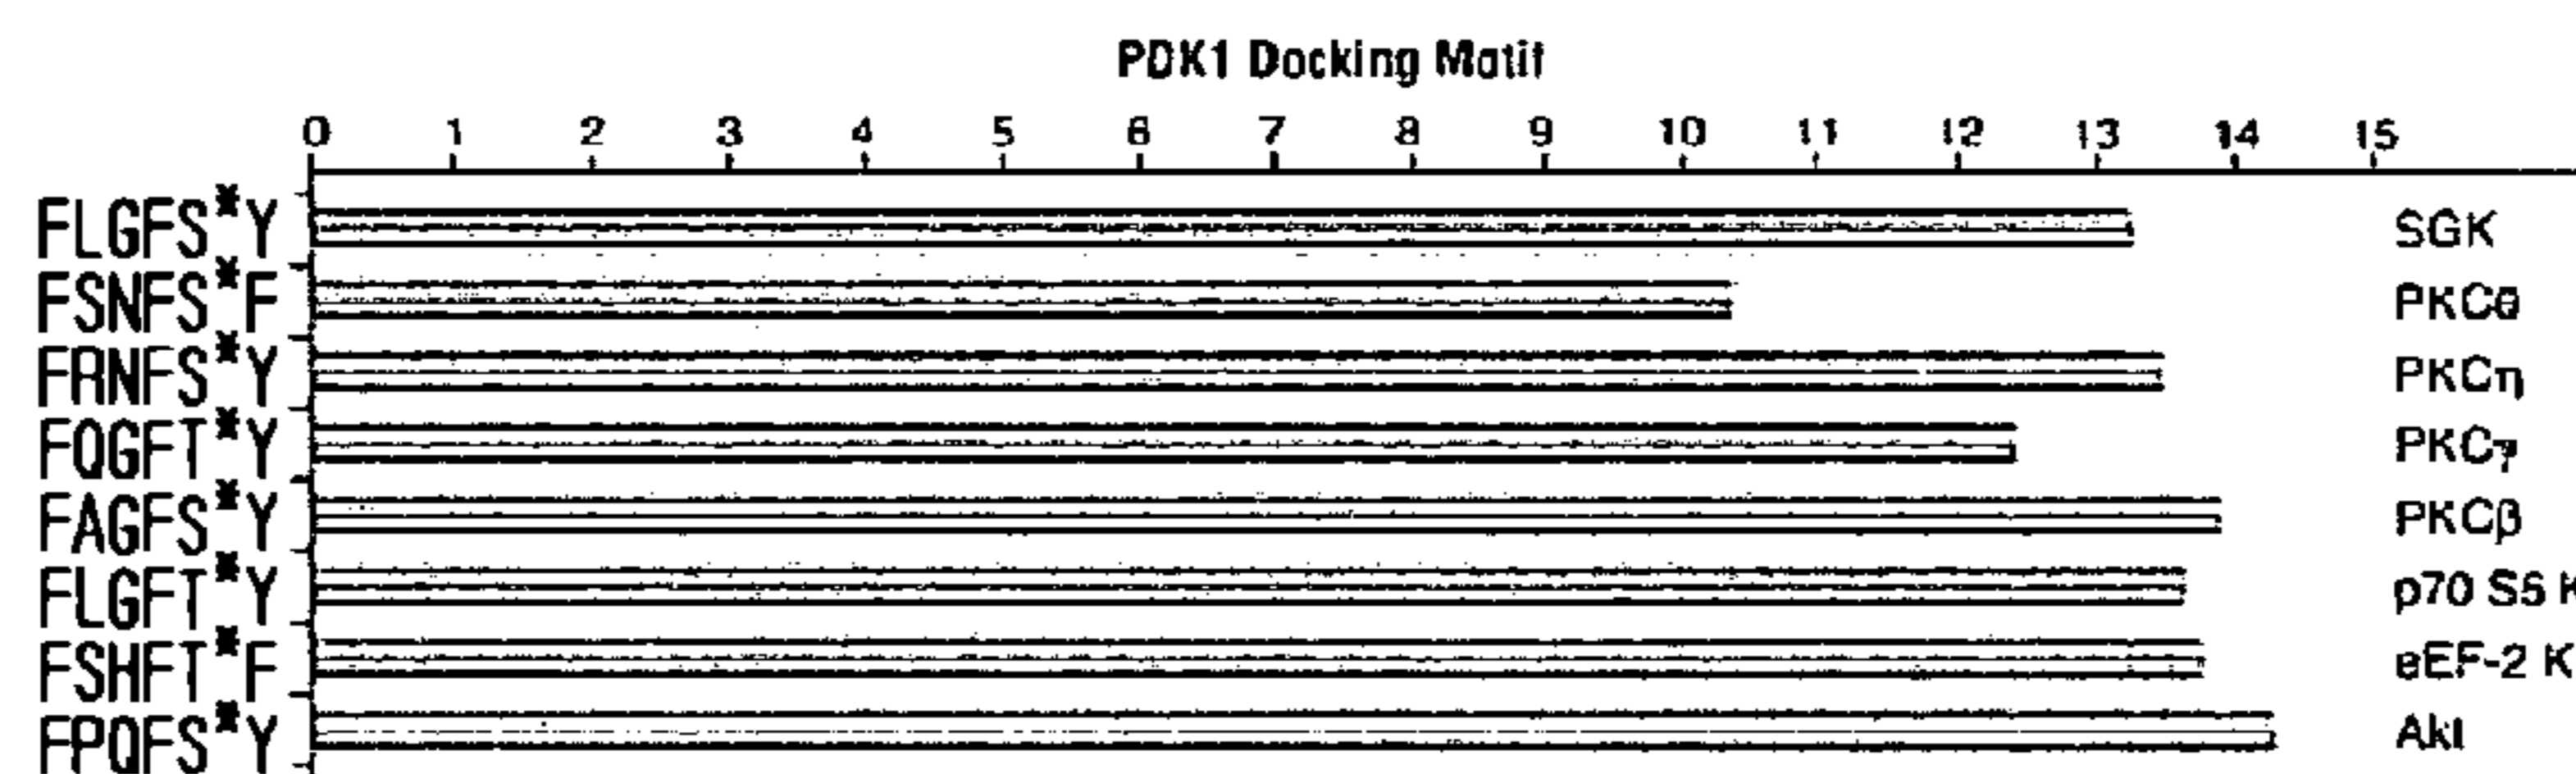 PDK1 Docking Motif
0 1 2 3 4 5 6 7 8 9 10 11 12 13 14 15
FLGFS*Y SGK
FSNFS*F PKCθ
FRNFS*Y PKCη
FQGFT*Y PKCγ
FAGFS*Y PKCβ
FLGFT*Y p70 S6 K
FSHFT*F eEF-2 K
FPQFS*Y Akt